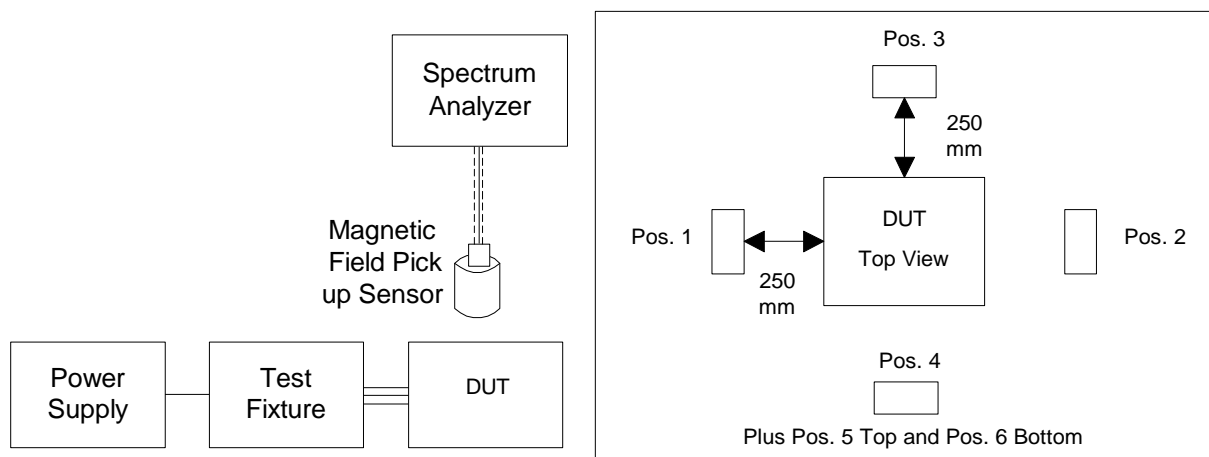 Spectrum
Analyzer
Magnetic
Field Pick
up Sensor
Power
Supply
Test
Fixture
DUT
Pos. 3
250
mm
Pos. 1
DUT
Top View
Pos. 2
250
mm
Pos. 4
Plus Pos. 5 Top and Pos. 6 Bottom